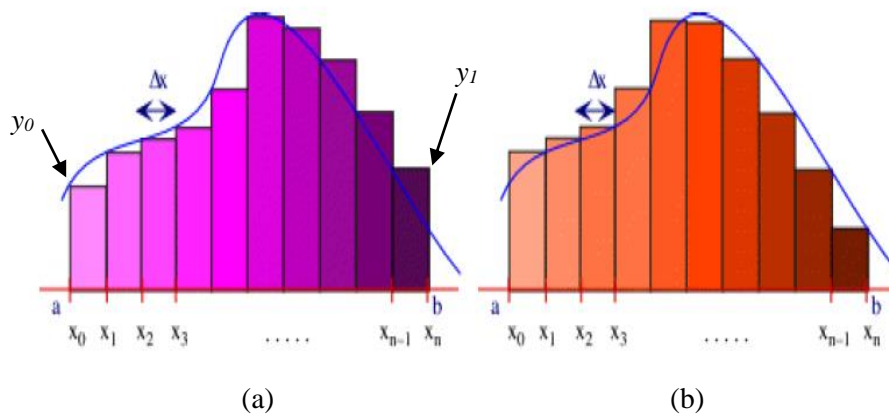 y₀ Δx y₁ Δx
a b a b
x₀ x₁ x₂ x₃ ..... xₙ₌₁ xₙ x₀ x₁ x₂ x₃ ..... xₙ₌₁ xₙ
(a) (b)